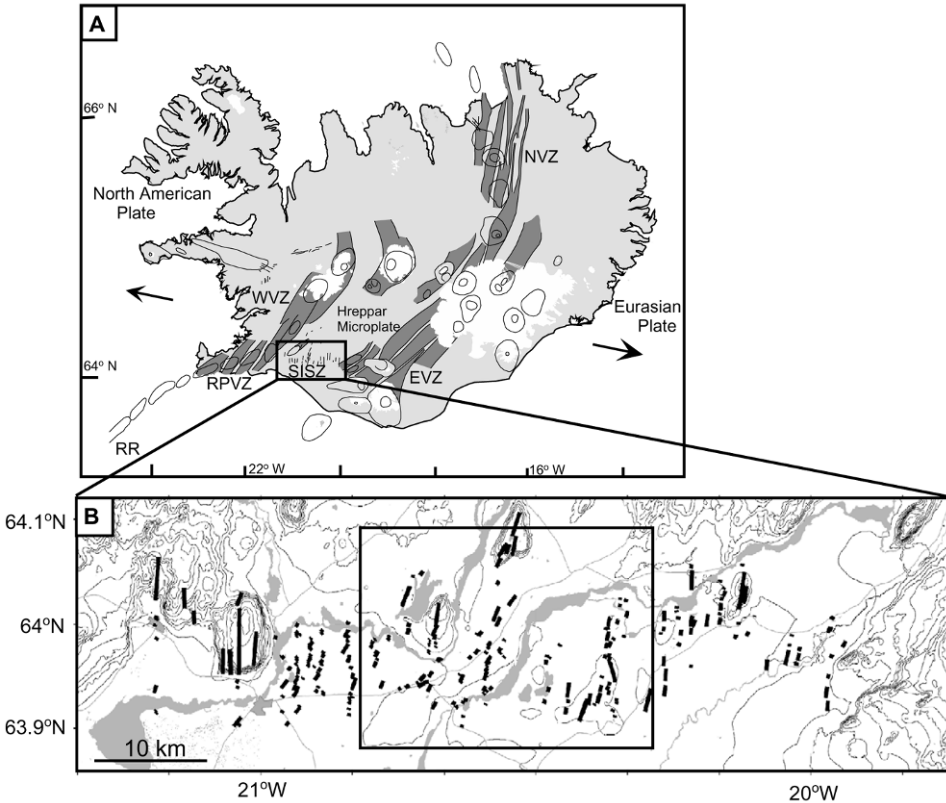 A
66° N
NVZ
North American
Plate
WVZ
Hreppar
Microplate
Eurasian
Plate
64° N
SISZ
RPVZ
EVZ
RR
22° W
16° W
B
64.1°N
64°N
63.9°N
10 km
21°W
20°W